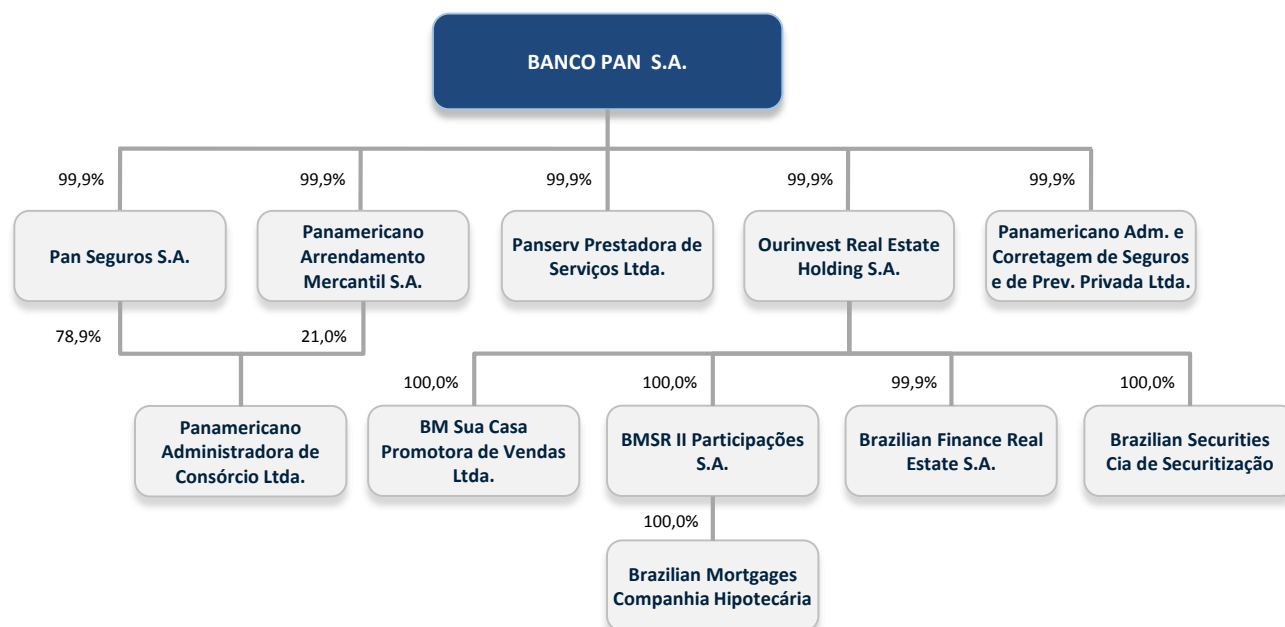 BANCO PAN S.A.
99,9%
99,9%
99,9%
99,9%
99,9%
Pan Seguros S.A.
Panamericano
Arrendamento
Mercantil S.A.
Panserv Prestadora de
Serviços Ltda.
Ourinvest Real Estate
Holding S.A.
Panamericano Adm. e
Corretagem de Seguros
e de Prev. Privada Ltda.
78,9%
21,0%
100,0%
100,0%
99,9%
100,0%
Panamericano
Administradora de
Consórcio Ltda.
BM Sua Casa
Promotora de Vendas
Ltda.
BMSR II Participações
S.A.
Brazilian Finance Real
Estate S.A.
Brazilian Securities
Cia de Securitização
100,0%
Brazilian Mortgages
Companhia Hipotecária